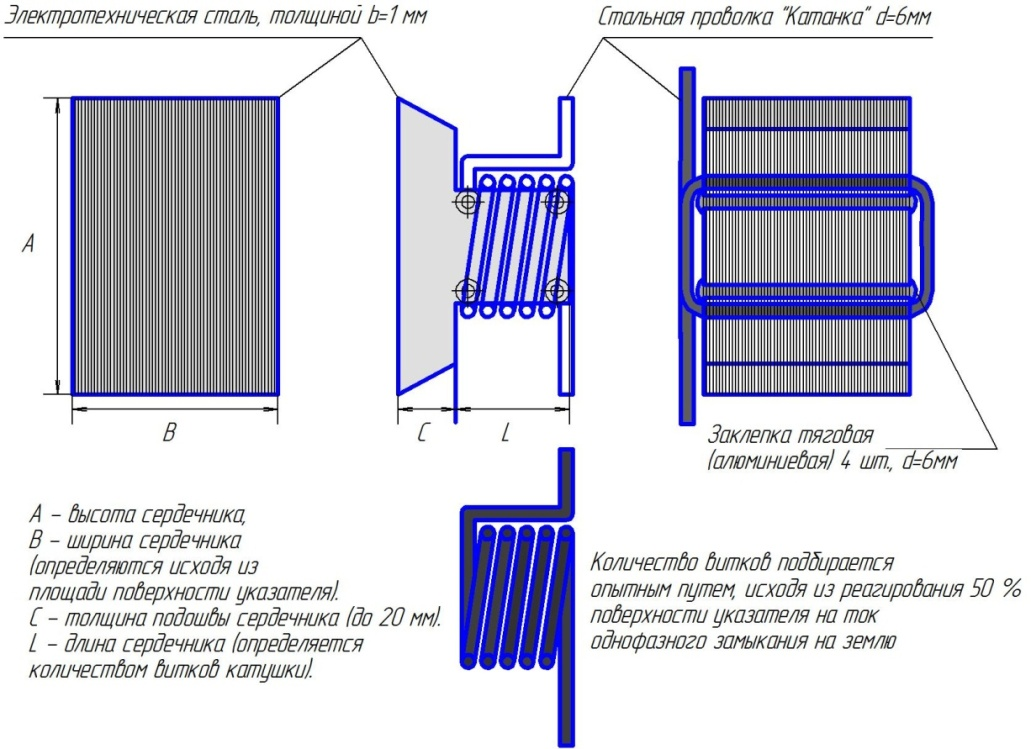 Электротехническая сталь, толщиной b=1 мм
Стальная проволка "Катанка" d=6мм
A
B
C
L
Заклепка тяговая
(алюминиевая) 4 шт., d=6мм
А - высота сердечника,
В - ширина сердечника
(определяются исходя из
площади поверхности указателя).
С - толщина подошвы сердечника (до 20 мм).
L - длина сердечника (определяется
количеством витков катушки).
Количество витков подбирается
опытным путем, исходя из реагирования 50 %
поверхности указателя на ток
однофазного замыкания на землю